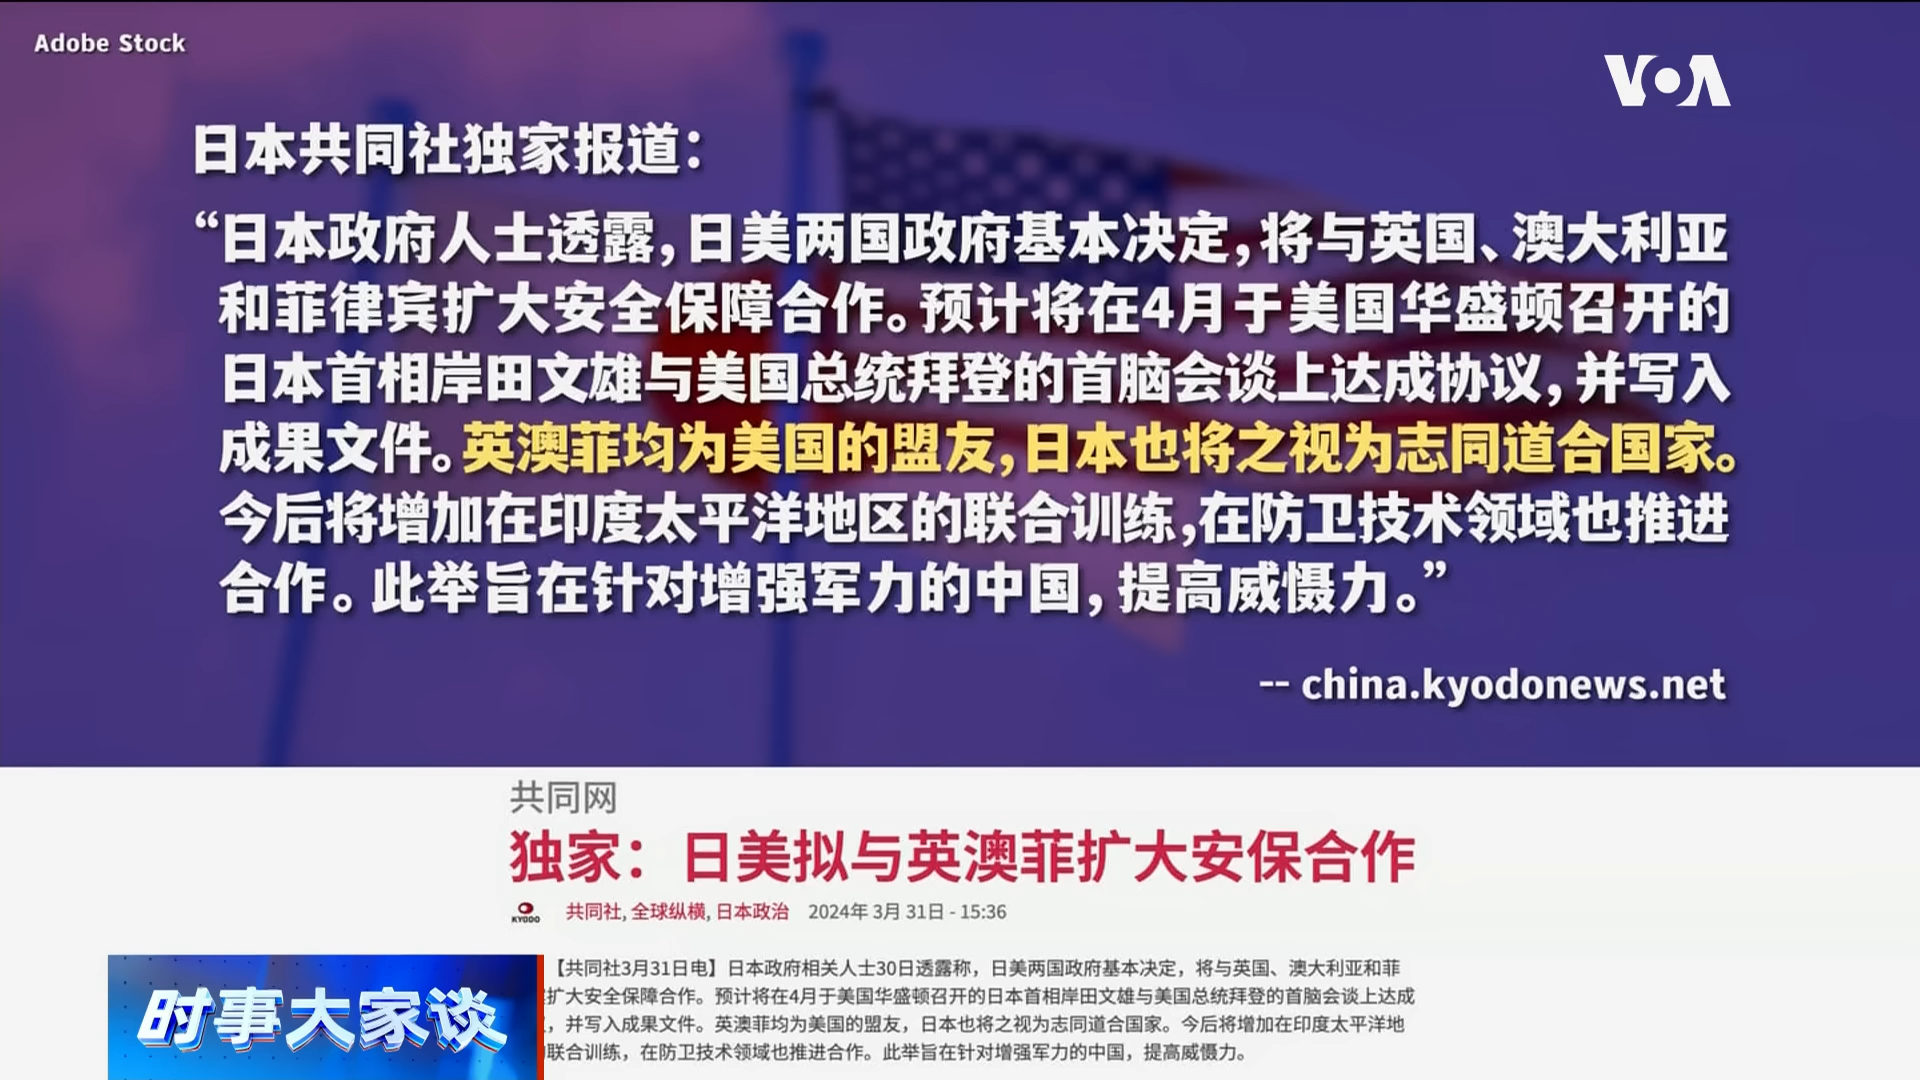 Adobe Stock
VOA
日本共同社独家报道：
“日本政府人士透露，日美两国政府基本决定，将与英国、澳大利亚
和菲律宾扩大安全保障合作。预计将在4月于美国华盛顿召开的
日本首相岸田文雄与美国总统拜登的首脑会谈上达成协议，并写入
成果文件。英澳菲均为美国的盟友，日本也将之视为志同道合国家。
今后将增加在印度太平洋地区的联合训练，在防卫技术领域也推进
合作。此举旨在针对增强军力的中国，提高威慑力。”
-- china.kyodonews.net
共同网
独家：日美拟与英澳菲扩大安保合作
KYODO 共同社, 全球纵横, 日本政治 2024年 3月 31日 - 15:36
【共同社3月31日电】日本政府相关人士30日透露称，日美两国政府基本决定，将与英国、澳大利亚和菲
扩大安全保障合作。预计将在4月于美国华盛顿召开的日本首相岸田文雄与美国总统拜登的首脑会谈上达成
，并写入成果文件。英澳菲均为美国的盟友，日本也将之视为志同道合国家。今后将增加在印度太平洋地
联合训练，在防卫技术领域也推进合作。此举旨在针对增强军力的中国，提高威慑力。
时事大家谈